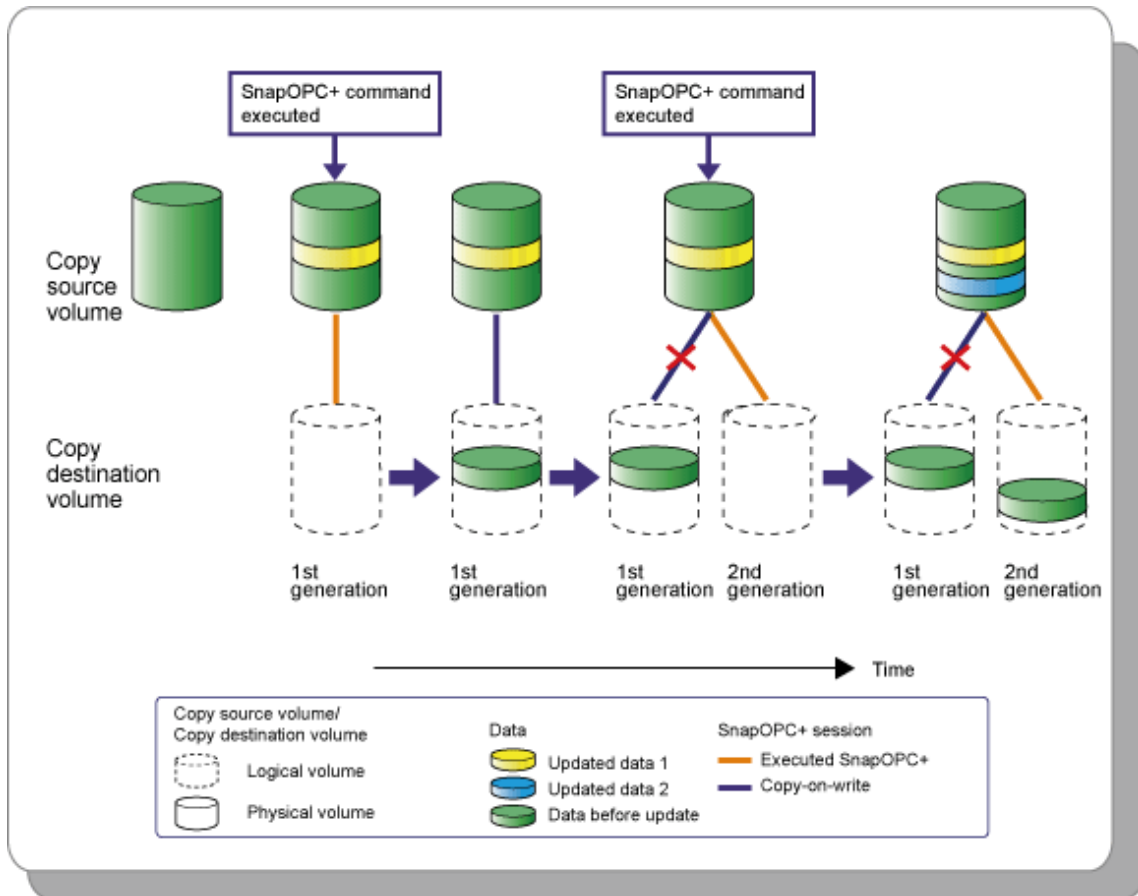 SnapOPC+ command
executed
SnapOPC+ command
executed
Copy
source
volume
Copy
destination
volume
1st
generation
1st
generation
1st
generation
2nd
generation
1st
generation
2nd
generation
Time
Copy source volume/
Copy destination volume
Logical volume
Physical volume
Data
Updated data 1
Updated data 2
Data before update
SnapOPC+ session
Executed SnapOPC+
Copy-on-write